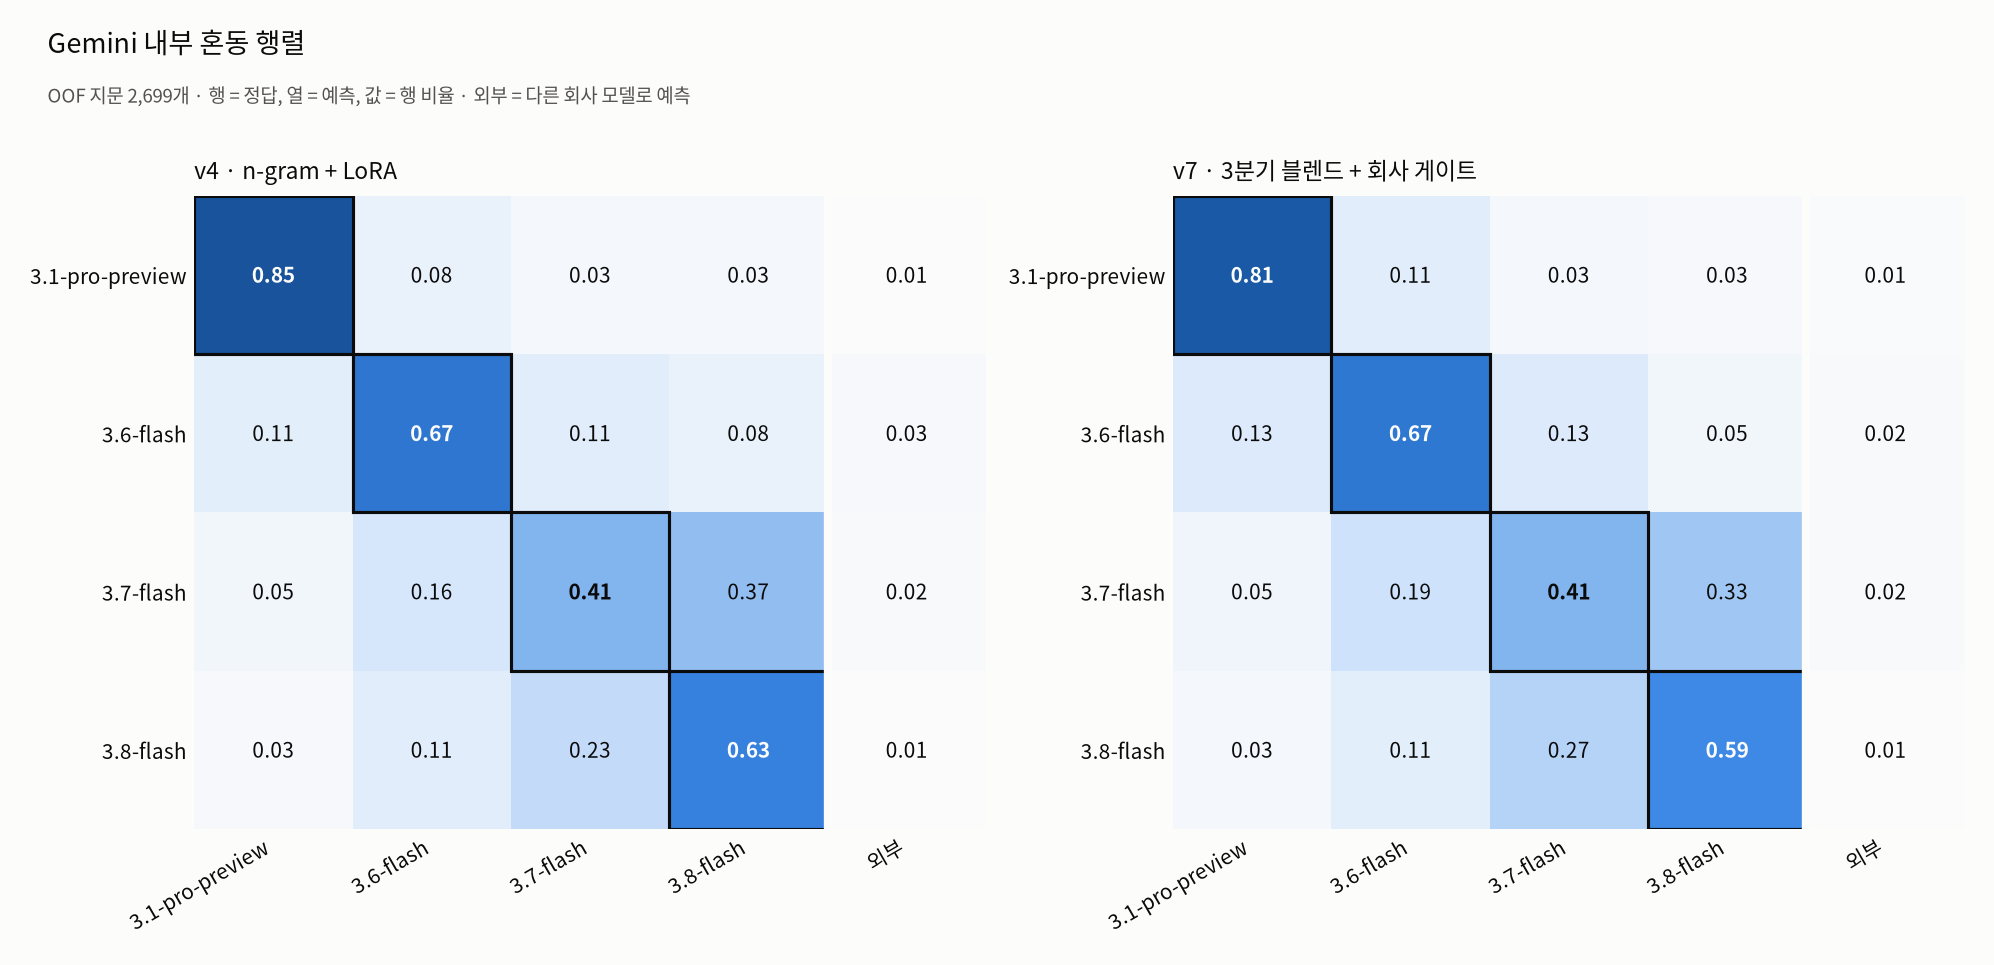 Gemini 내부 혼동 행렬
OOF 지문 2,699개 · 행 = 정답, 열 = 예측, 값 = 행 비율 · 외부 = 다른 회사 모델로 예측
v4 · n-gram + LoRA
3.1-pro-preview 0.85 0.08 0.03 0.03 0.01
3.6-flash 0.11 0.67 0.11 0.08 0.03
3.7-flash 0.05 0.16 0.41 0.37 0.02
3.8-flash 0.03 0.11 0.23 0.63 0.01
3.1-pro-preview 3.6-flash 3.7-flash 3.8-flash 외부
v7 · 3분기 블렌드 + 회사 게이트
3.1-pro-preview 0.81 0.11 0.03 0.03 0.01
3.6-flash 0.13 0.67 0.13 0.05 0.02
3.7-flash 0.05 0.19 0.41 0.33 0.02
3.8-flash 0.03 0.11 0.27 0.59 0.01
3.1-pro-preview 3.6-flash 3.7-flash 3.8-flash 외부